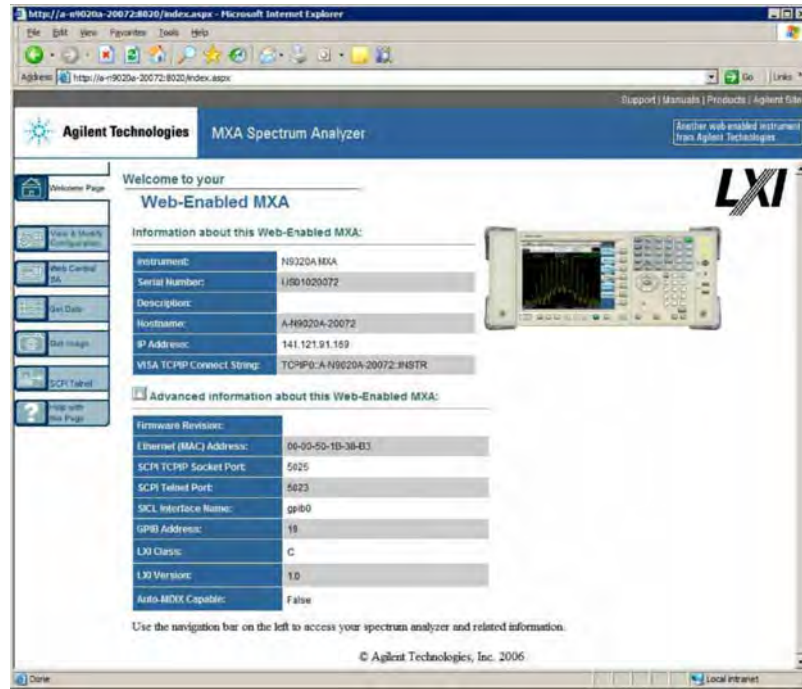 http://a-n9020a-20072:8020/index.aspx - Microsoft Internet Explorer
File Edit View Favorites Tools Help
Address http://a-n9020a-20072:8020/index.aspx Go Links
Support | Manuals | Products | Agilent Site
Agilent Technologies MXA Spectrum Analyzer
Another web-enabled instrument
from Agilent Technologies
Welcome Page
Welcome to your
Web-Enabled MXA
LXI
View & Modify
Configuration
Information about this Web-Enabled MXA:
Instrument: N9020A MXA
Web Control
SA
Serial Number: US01020072
Description:
Get Data
Hostname: A-N9020A-20072
IP Address: 141.121.91.169
Get Image
VISA TCPIP Connect String: TCPIP0::A-N9020A-20072::INSTR
SCPI Telnet
Advanced information about this Web-Enabled MXA:
Help with
this Page
Firmware Revision:
Ethernet (MAC) Address:
SCPI TCPIP Socket Port: 5025
SCPI Telnet Port: 5023
SICL Interface Name: gpib0
GPIB Address: 18
LXI Class: C
LXI Version: 1.0
Auto-MDIX Capable: False
Use the navigation bar on the left to access your spectrum analyzer and related information.
© Agilent Technologies, Inc. 2006
Done Local intranet